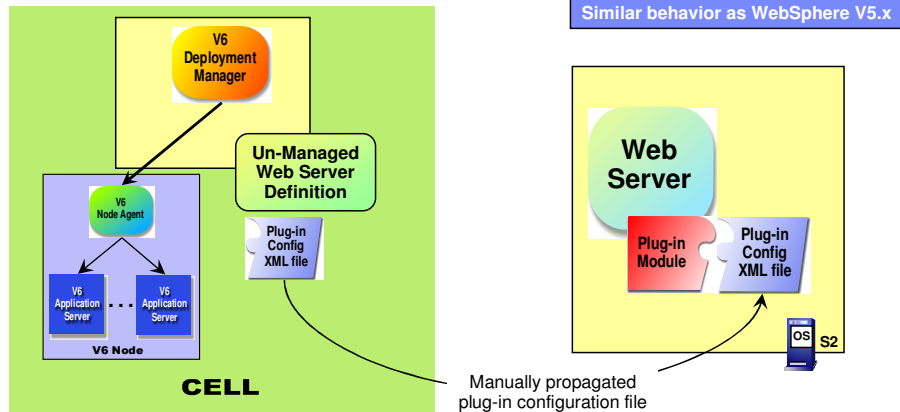 Similar behavior as WebSphere V5.x
V6
Deployment
Manager
Un-Managed
Web Server
Definition
V6
Node Agent
Plug-in
Config
XML file
V6
Application
Server
. . .
V6
Application
Server
V6 Node
CELL
Web
Server
Plug-in
Module
Plug-in
Config
XML file
OS
S2
Manually propagated
plug-in configuration file